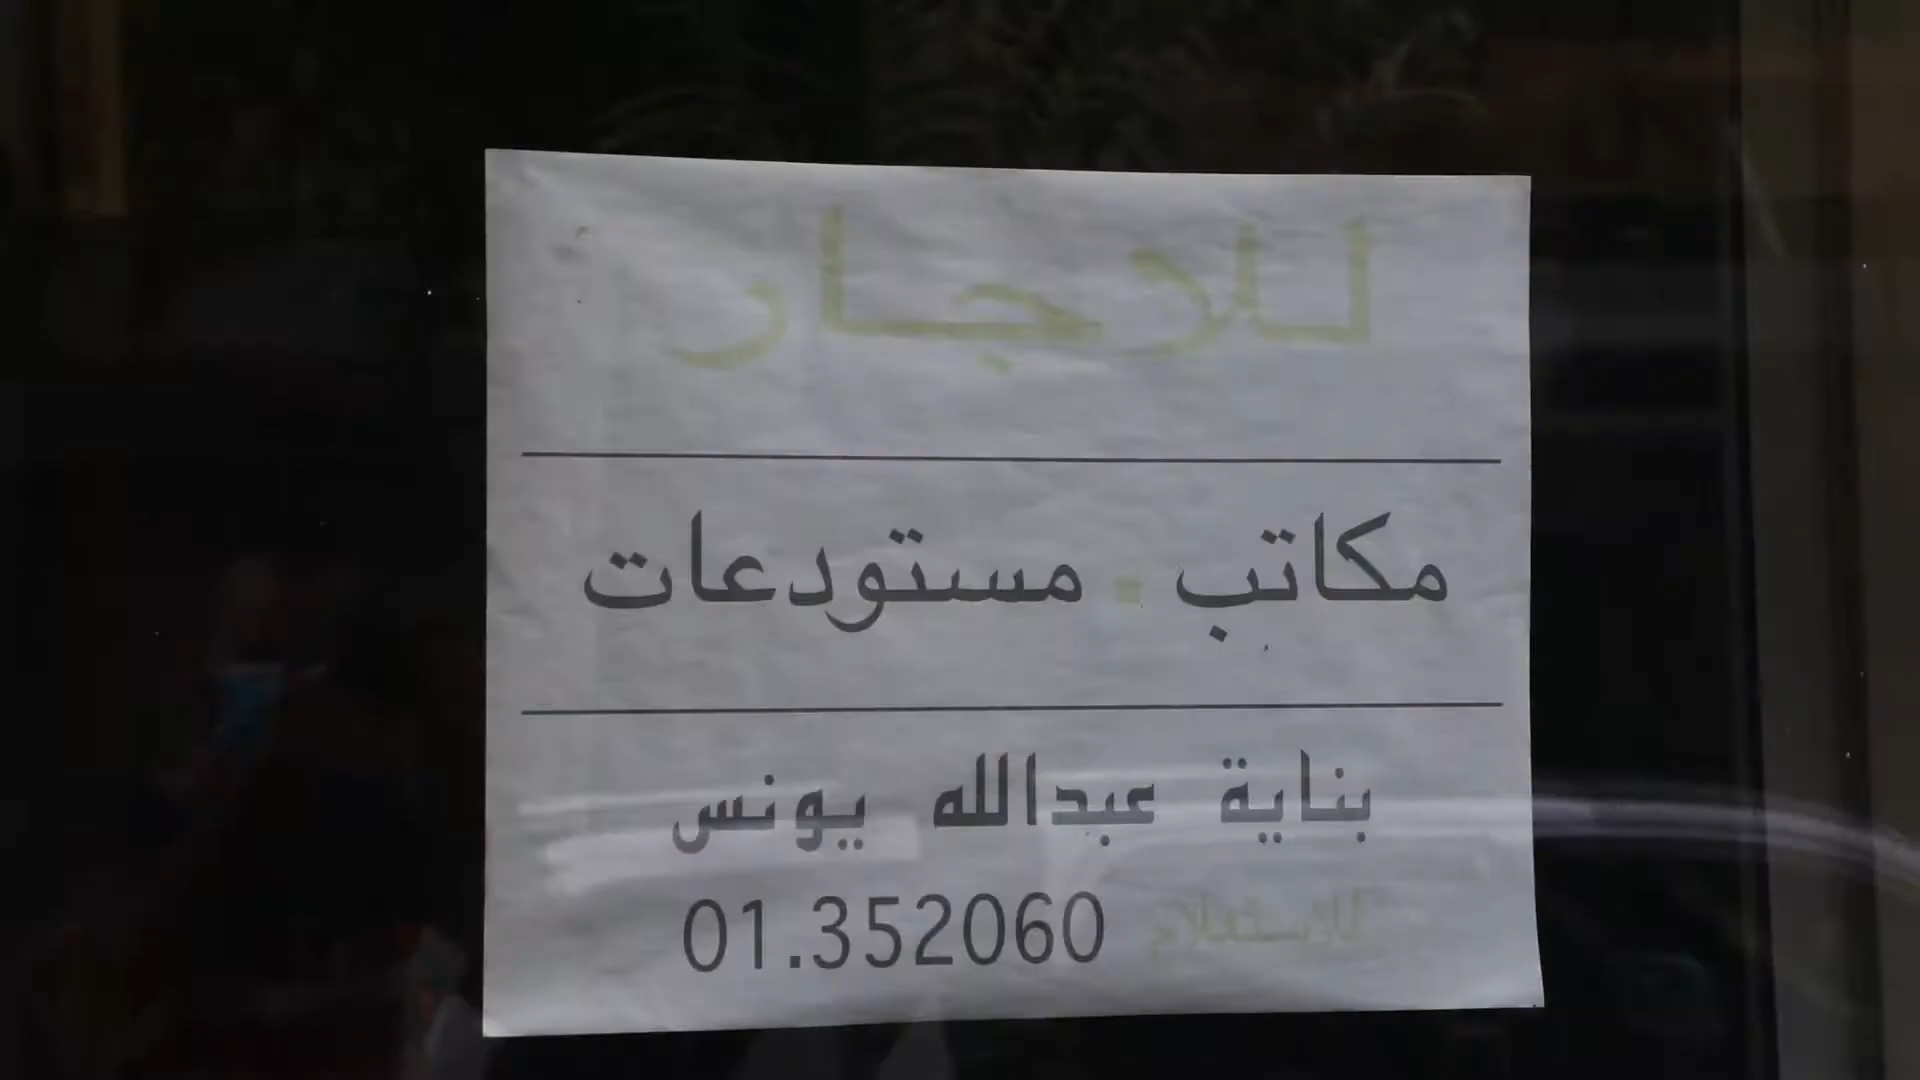 للاجار
مكاتب . مستودعات
بناية عبدالله يونس
للاستعلام 01.352060